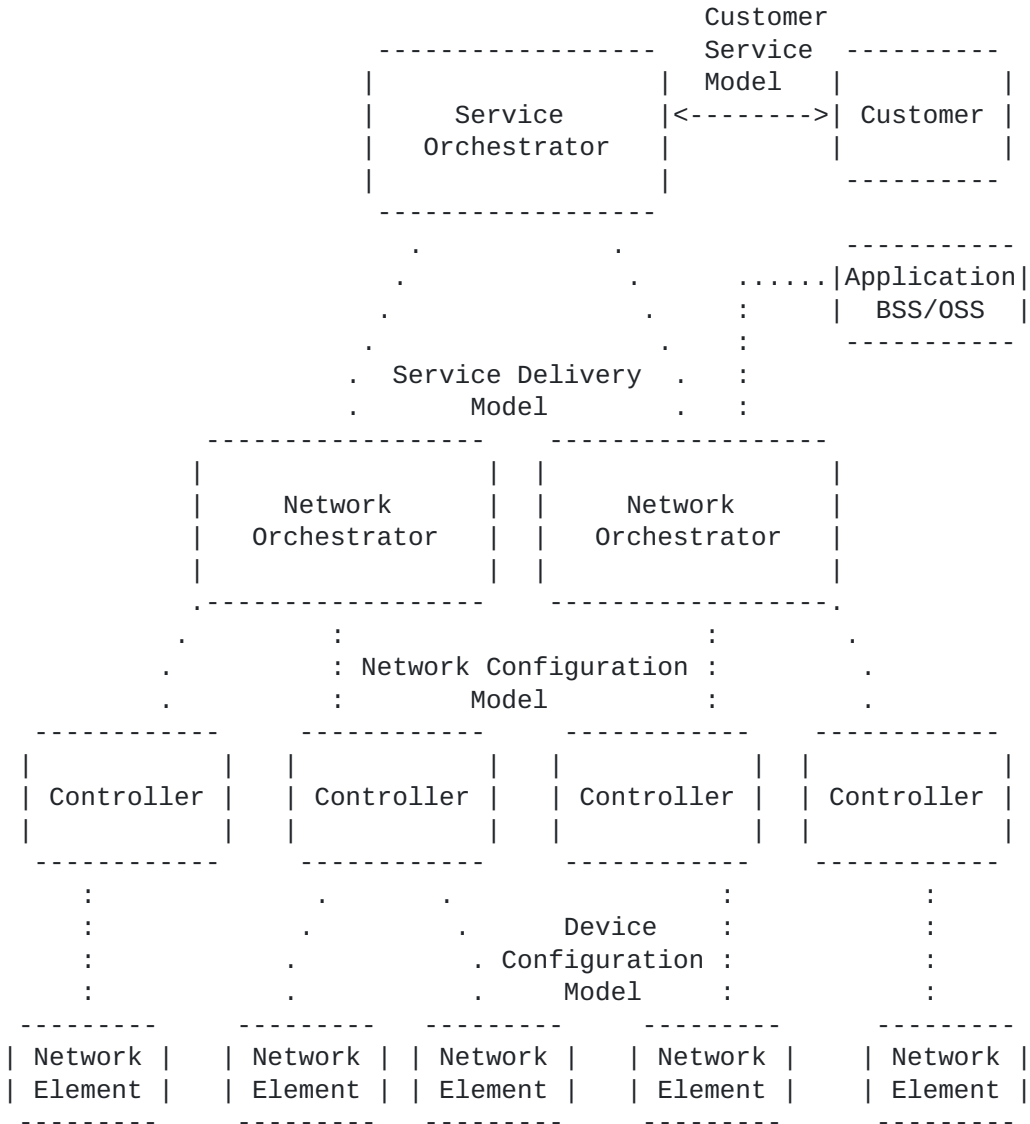 Customer
Service
Model
Service
Orchestrator
Customer
Application
BSS/OSS
Service Delivery
Model
Network
Orchestrator
Network
Orchestrator
Network Configuration
Model
Controller
Controller
Controller
Controller
Device
Configuration
Model
Network
Element
Network
Element
Network
Element
Network
Element
Network
Element